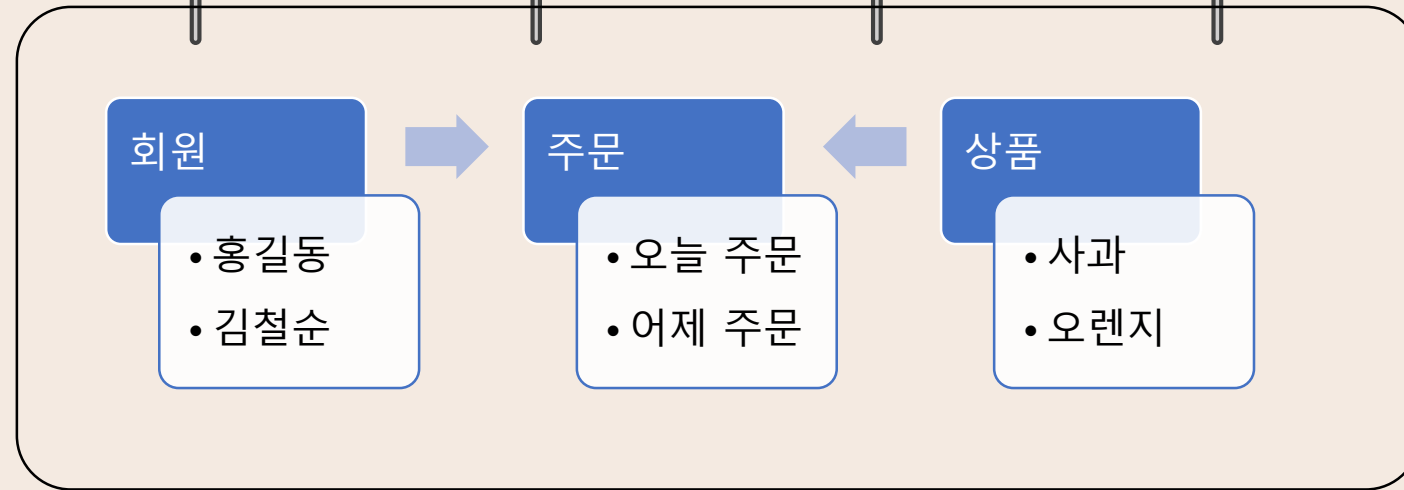 회원
• 홍길동
• 김철순
주문
• 오늘 주문
• 어제 주문
상품
• 사과
• 오렌지